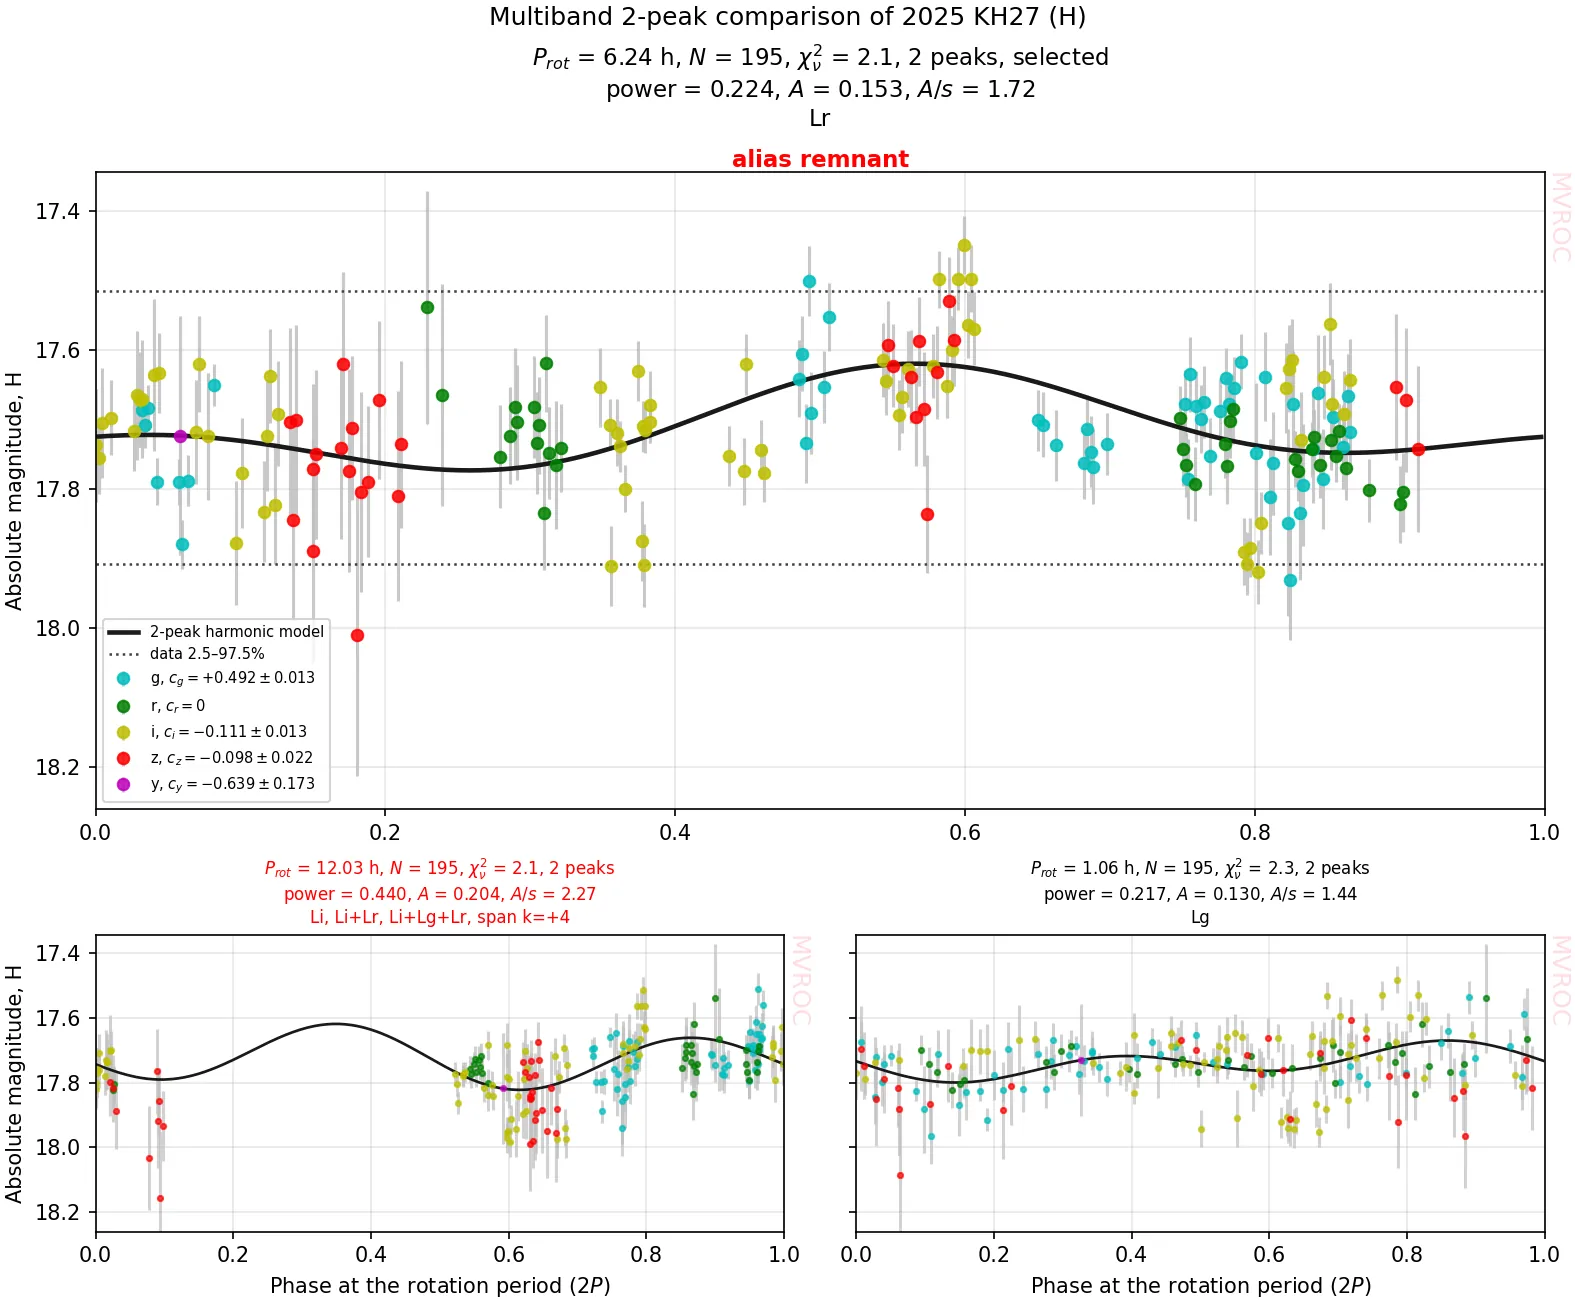 Multiband 2-peak comparison of 2025 KH27 (H)
P_rot = 6.24 h, N = 195, χ²_ν = 2.1, 2 peaks, selected
power = 0.224, A = 0.153, A/s = 1.72
Lr
alias remnant
MVROC
Absolute magnitude, H
17.4
17.6
17.8
18.0
18.2
2-peak harmonic model
data 2.5–97.5%
g, c_g = +0.492 ± 0.013
r, c_r = 0
i, c_i = −0.111 ± 0.013
z, c_z = −0.098 ± 0.022
y, c_y = −0.639 ± 0.173
0.0 0.2 0.4 0.6 0.8 1.0
P_rot = 12.03 h, N = 195, χ²_ν = 2.1, 2 peaks
power = 0.440, A = 0.204, A/s = 2.27
Li, Li+Lr, Li+Lg+Lr, span k=+4
MVROC
Absolute magnitude, H
17.4
17.6
17.8
18.0
18.2
0.0 0.2 0.4 0.6 0.8 1.0
Phase at the rotation period (2P)
P_rot = 1.06 h, N = 195, χ²_ν = 2.3, 2 peaks
power = 0.217, A = 0.130, A/s = 1.44
Lg
MVROC
0.0 0.2 0.4 0.6 0.8 1.0
Phase at the rotation period (2P)